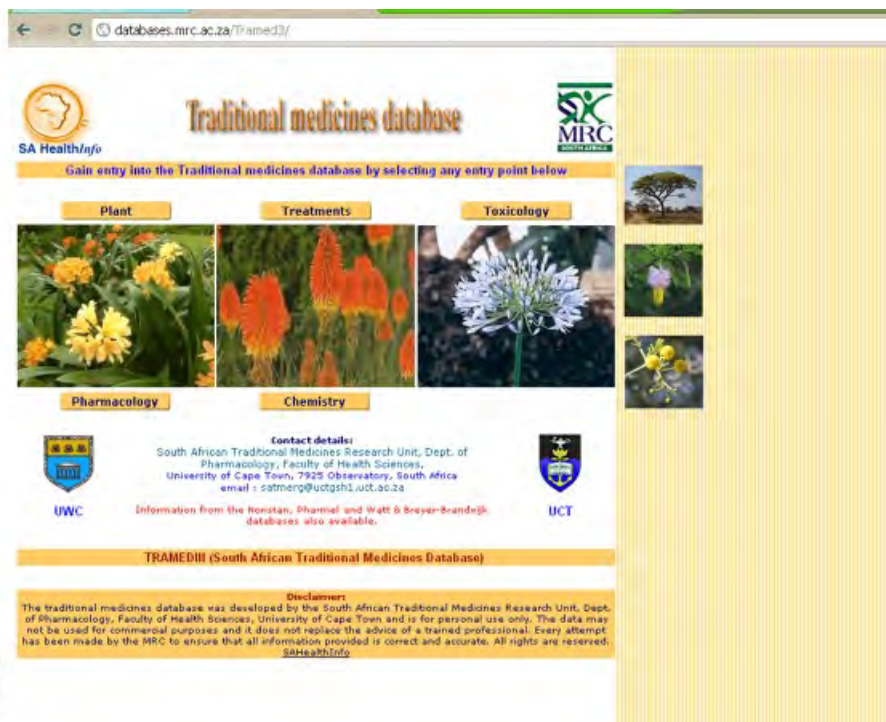 databases.mrc.ac.za/Tramed3/
Traditional medicines database
SA HealthInfo
MRC
SOUTH AFRICA
Gain entry into the Traditional medicines database by selecting any entry point below
Plant
Treatments
Toxicology
Pharmacology
Chemistry
Contact details:
South African Traditional Medicines Research Unit, Dept. of
Pharmacology, Faculty of Health Sciences,
University of Cape Town, 7925 Observatory, South Africa
email : satmerg@uctgsh1.uct.ac.za
UWC
UCT
Information from the Noristan, Pharmel and Watt & Breyer-Brandwijk
databases also available.
TRAMEDIII (South African Traditional Medicines Database)
Disclaimer:
The traditional medicines database was developed by the South African Traditional Medicines Research Unit, Dept.
of Pharmacology, Faculty of Health Sciences, University of Cape Town and is for personal use only. The data may
not be used for commercial purposes and it does not replace the advice of a trained professional. Every attempt
has been made by the MRC to ensure that all information provided is correct and accurate. All rights are reserved.
SAHealthInfo